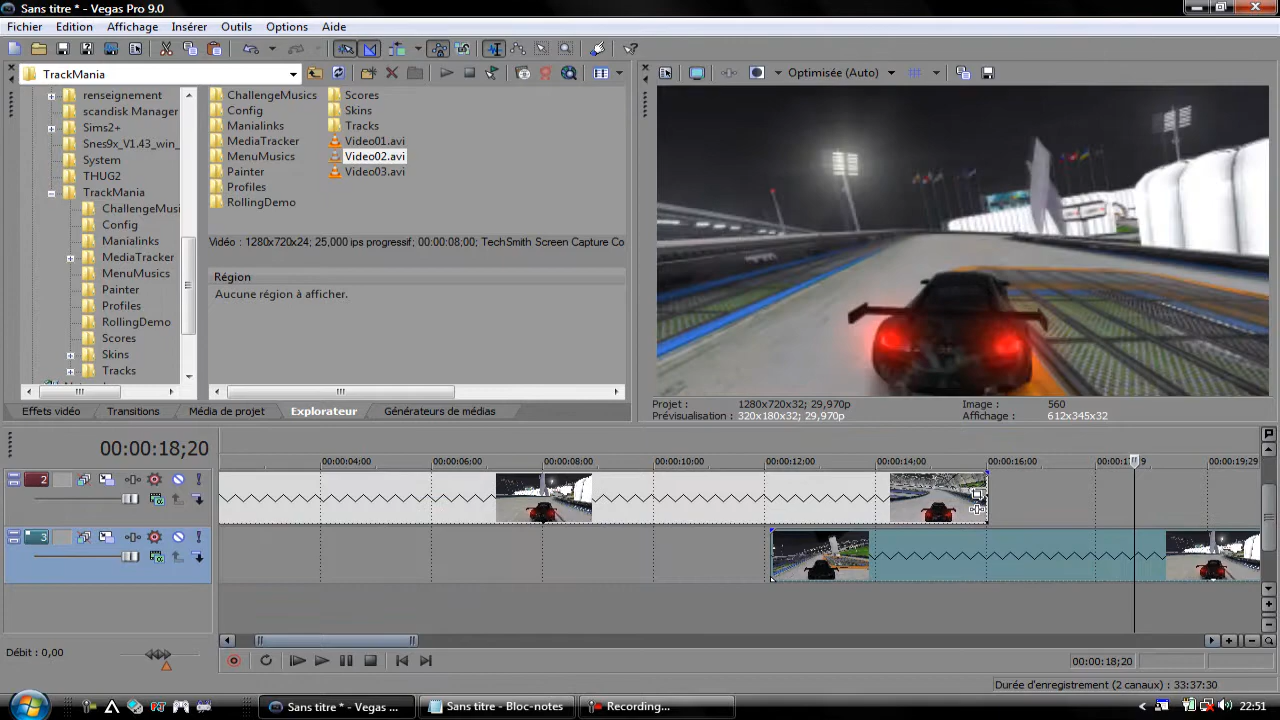 Sans titre * - Vegas Pro 9.0
Fichier Edition Affichage Insérer Outils Options Aide
TrackMania
Optimisée (Auto)
renseignement
scandisk Manager
Sims2+
Snes9x_V1.43_win_
System
THUG2
TrackMania
ChallengeMusi
Config
Manialinks
MediaTracker
MenuMusics
Painter
Profiles
RollingDemo
Scores
Skins
Tracks
ChallengeMusics
Config
Manialinks
MediaTracker
MenuMusics
Painter
Profiles
RollingDemo
Scores
Skins
Tracks
Video01.avi
Video02.avi
Video03.avi
Vidéo : 1280x720x24; 25,000 ips progressif; 00:00:08;00; TechSmith Screen Capture Co
Région
Aucune région à afficher.
Effets vidéo Transitions Média de projet Explorateur Générateurs de médias
Projet : 1280x720x32; 29,970p Image : 560
Prévisualisation : 320x180x32; 29,970p Affichage : 612x345x32
00:00:18;20
00:00:04;00 00:00:06;00 00:00:08;00 00:00:10;00 00:00:12;00 00:00:14;00 00:00:16;00 00:00:1 9 00:00:19;29
2
3
Débit : 0,00
00:00:18;20
Durée d'enregistrement (2 canaux) : 33:37:30
Sans titre * - Vegas ... Sans titre - Bloc-notes Recording... 22:51